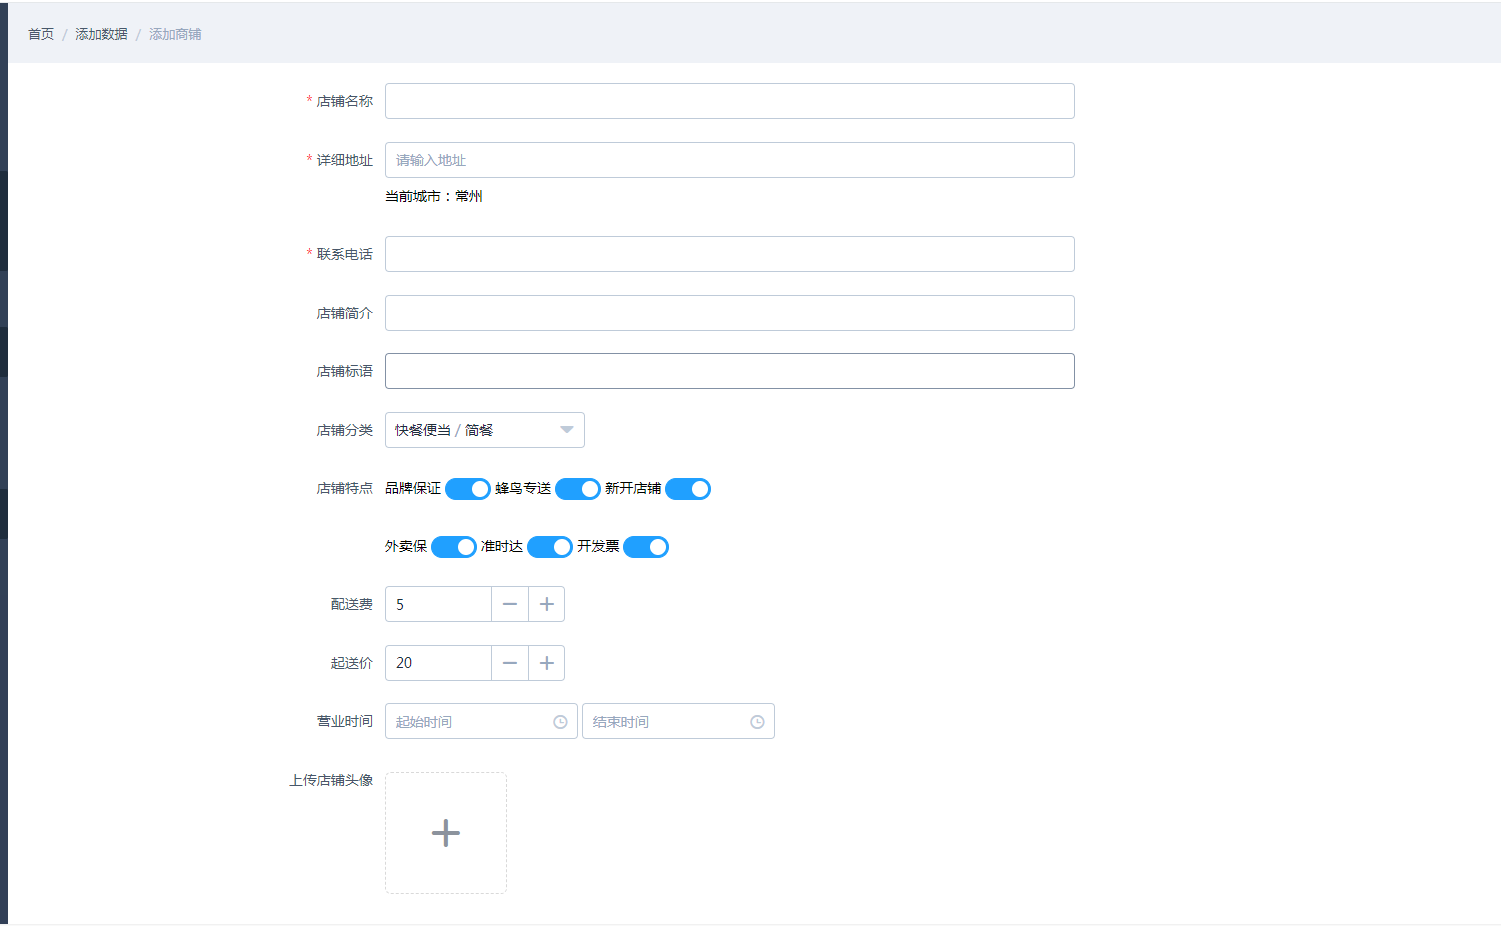 首页 / 添加数据 / 添加商铺
* 店铺名称
* 详细地址 请输入地址
当前城市：常州
* 联系电话
店铺简介
店铺标语
店铺分类 快餐便当 / 简餐
店铺特点 品牌保证 蜂鸟专送 新开店铺
外卖保 准时达 开发票
配送费 5
起送价 20
营业时间 起始时间 结束时间
上传店铺头像